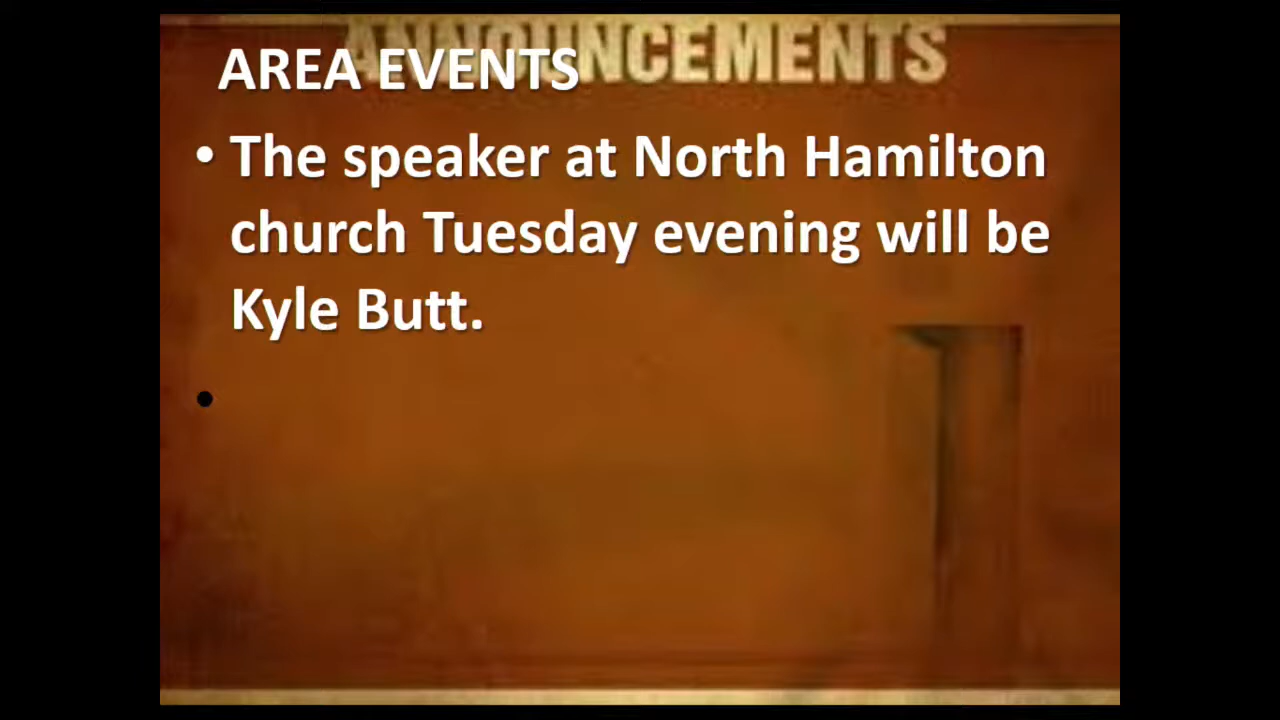 ANNOUNCEMENTS
AREA EVENTS
• The speaker at North Hamilton
church Tuesday evening will be
Kyle Butt.
•